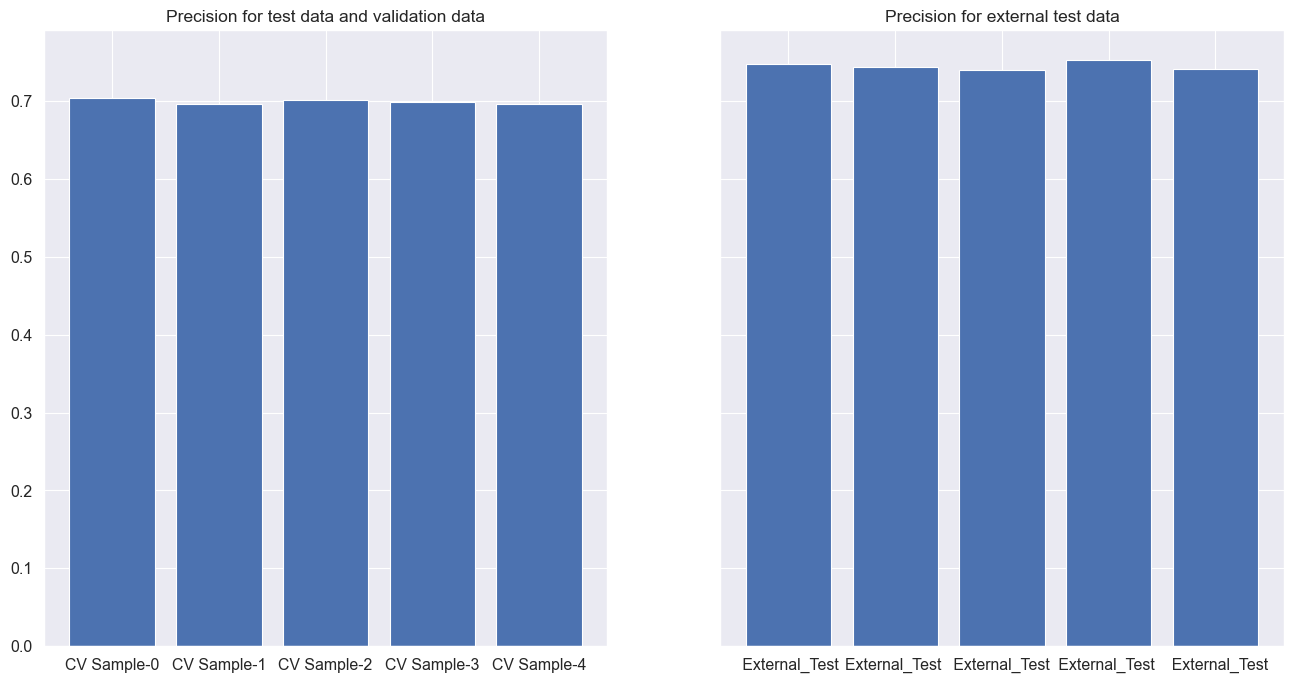 Precision for test data and validation data
Precision for external test data
0.7
0.6
0.5
0.4
0.3
0.2
0.1
0.0
CV Sample-0 CV Sample-1 CV Sample-2 CV Sample-3 CV Sample-4
External_Test External_Test External_Test External_Test External_Test